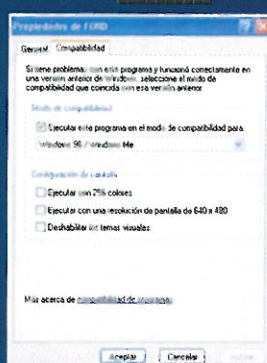 Propiedades de FORD
General Compatibilidad
Si tiene problemas con este programa y funcionó correctamente en
una versión anterior de Windows, seleccione el modo de
compatibilidad que coincida con esa versión anterior.
Modo de compatibilidad
Ejecutar este programa en el modo de compatibilidad para
Windows 98 / Windows Me
Configuración de pantalla
Ejecutar con 256 colores
Ejecutar con una resolución de pantalla de 640 x 480
Deshabilitar los temas visuales
Más acerca de compatibilidad de programas
Aceptar Cancelar